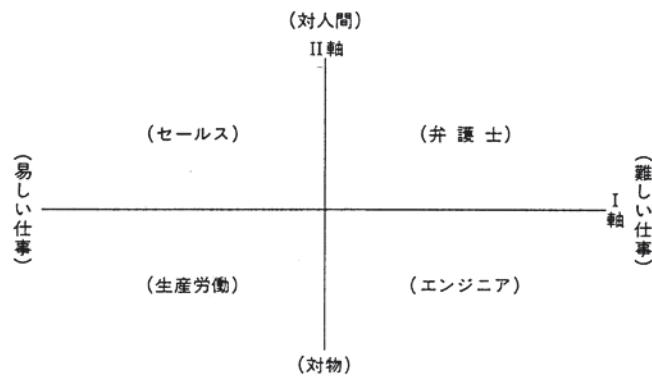 (対人間)
II軸
(セールス)
(弁護士)
(易しい仕事)
I軸
(難しい仕事)
(生産労働)
(エンジニア)
(対物)